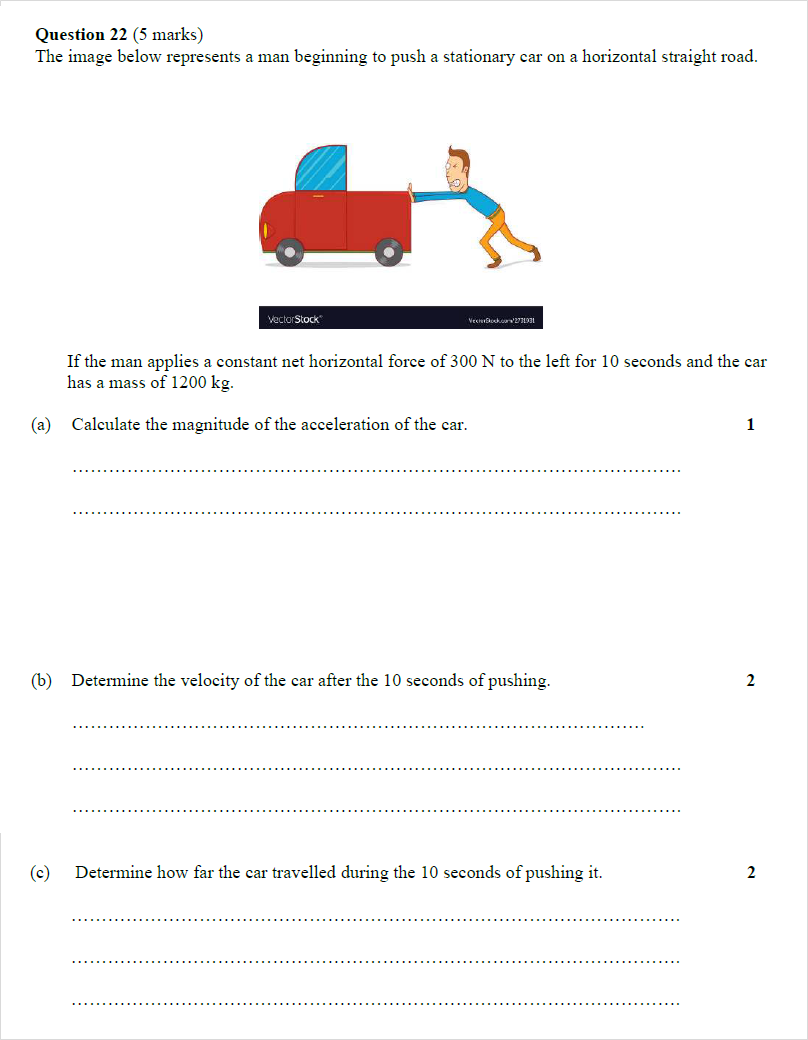 Question 22 (5 marks)
The image below represents a man beginning to push a stationary car on a horizontal straight road.
VectorStock®
VectorStock.com/2771931
If the man applies a constant net horizontal force of 300 N to the left for 10 seconds and the car
has a mass of 1200 kg.
(a) Calculate the magnitude of the acceleration of the car. 1
(b) Determine the velocity of the car after the 10 seconds of pushing. 2
(c) Determine how far the car travelled during the 10 seconds of pushing it. 2